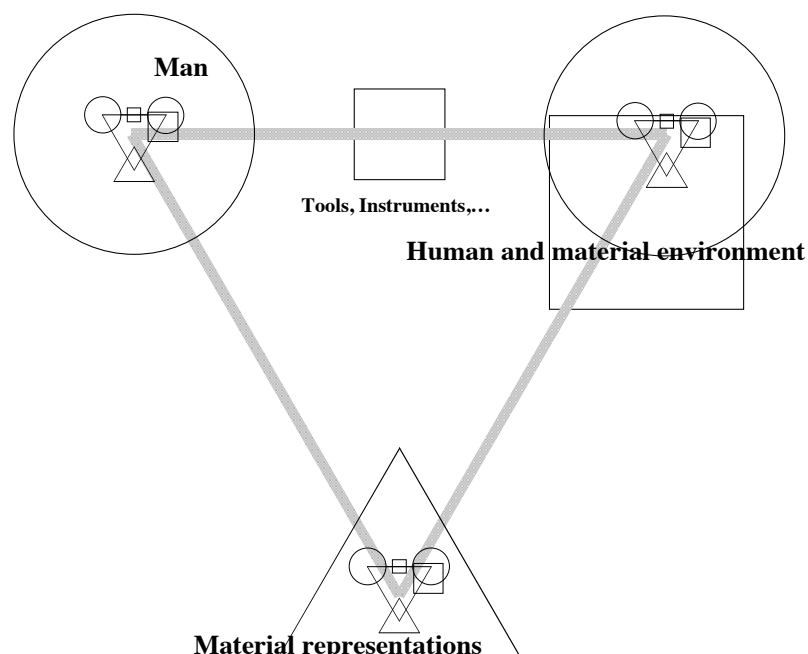 Man
Tools, Instruments,...
Human and material environment
Material representations